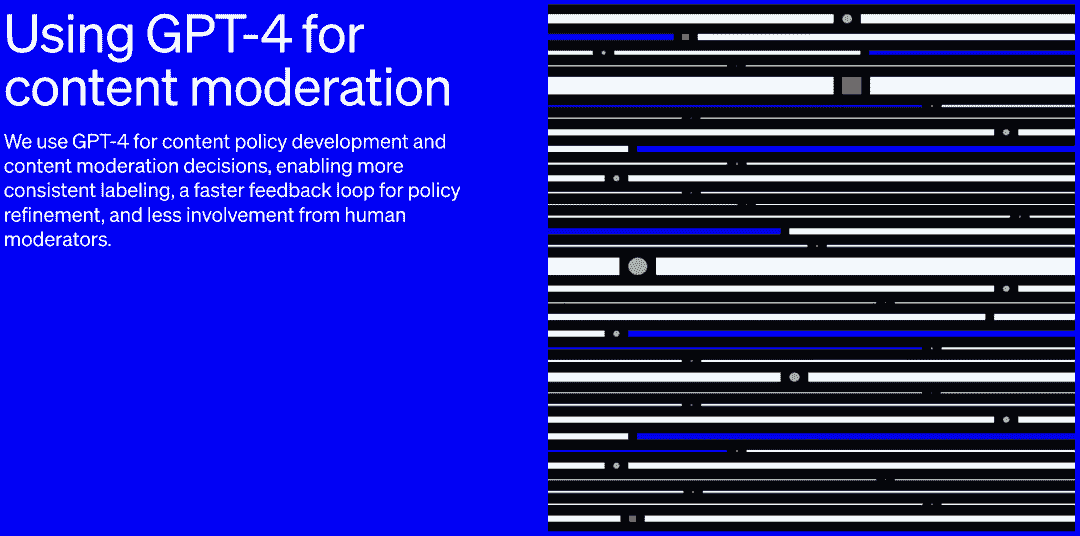 Using GPT-4 for
content moderation
We use GPT-4 for content policy development and
content moderation decisions, enabling more
consistent labeling, a faster feedback loop for policy
refinement, and less involvement from human
moderators.